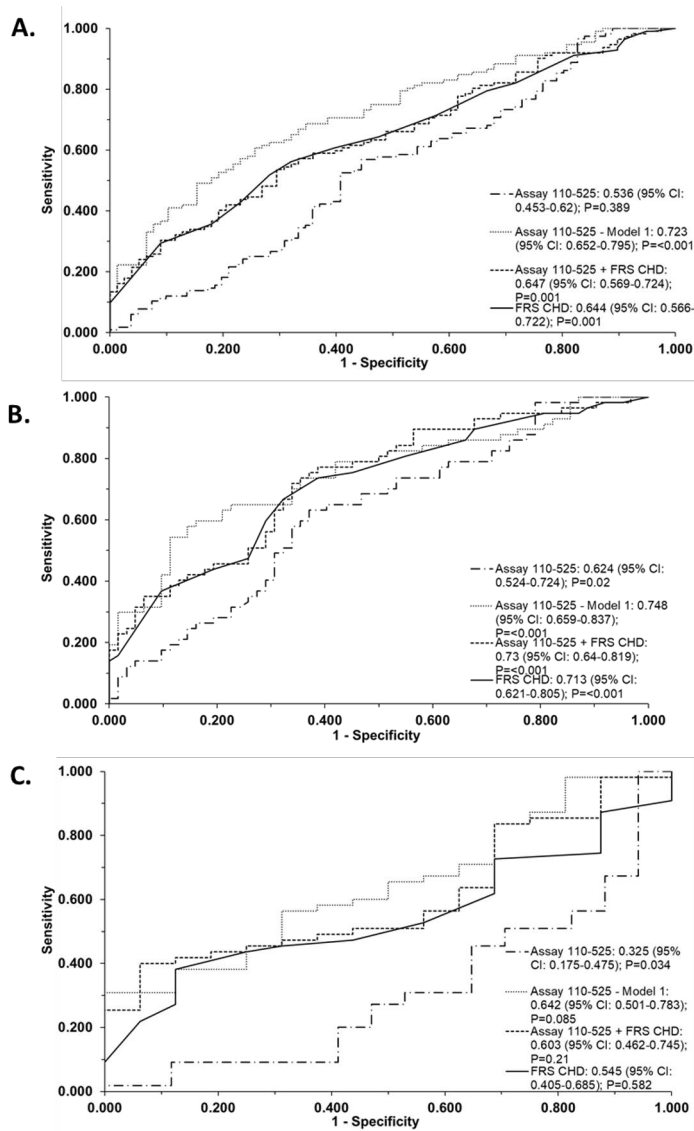 A.
1.000
0.800
0.600
0.400
0.200
0.000
Sensitivity
Assay 110-525: 0.536 (95% CI:
0.453-0.62); P=0.389
Assay 110-525 - Model 1: 0.723
(95% CI: 0.652-0.795); P=<0.001
Assay 110-525 + FRS CHD:
0.647 (95% CI: 0.569-0.724);
P=0.001
FRS CHD: 0.644 (95% CI: 0.566-
0.722); P=0.001
0.000 0.200 0.400 0.600 0.800 1.000
1 - Specificity
B.
1.000
0.800
0.600
0.400
0.200
0.000
Sensitivity
Assay 110-525: 0.624 (95% CI:
0.524-0.724); P=0.02
Assay 110-525 - Model 1: 0.748
(95% CI: 0.659-0.837);
P=<0.001
Assay 110-525 + FRS CHD:
0.73 (95% CI: 0.64-0.819);
P=<0.001
FRS CHD: 0.713 (95% CI:
0.621-0.805); P=<0.001
0.000 0.200 0.400 0.600 0.800 1.000
1 - Specificity
C.
1.000
0.800
0.600
0.400
0.200
0.000
Sensitivity
Assay 110-525: 0.325 (95%
CI: 0.175-0.475); P=0.034
Assay 110-525 - Model 1:
0.642 (95% CI: 0.501-0.783);
P=0.085
Assay 110-525 + FRS CHD:
0.603 (95% CI: 0.462-0.745);
P=0.21
FRS CHD: 0.545 (95% CI:
0.405-0.685); P=0.582
0.000 0.200 0.400 0.600 0.800 1.000
1 - Specificity